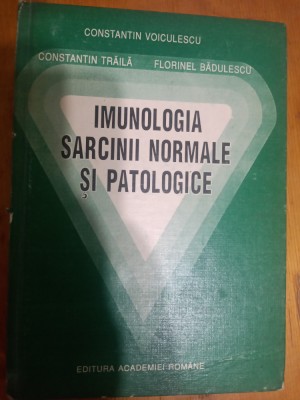 CONSTANTIN VOICULESCU
CONSTANTIN TRĂILĂ FLORINEL BĂDULESCU
IMUNOLOGIA
SARCINII NORMALE
ȘI PATOLOGICE
EDITURA ACADEMIEI ROMÂNE